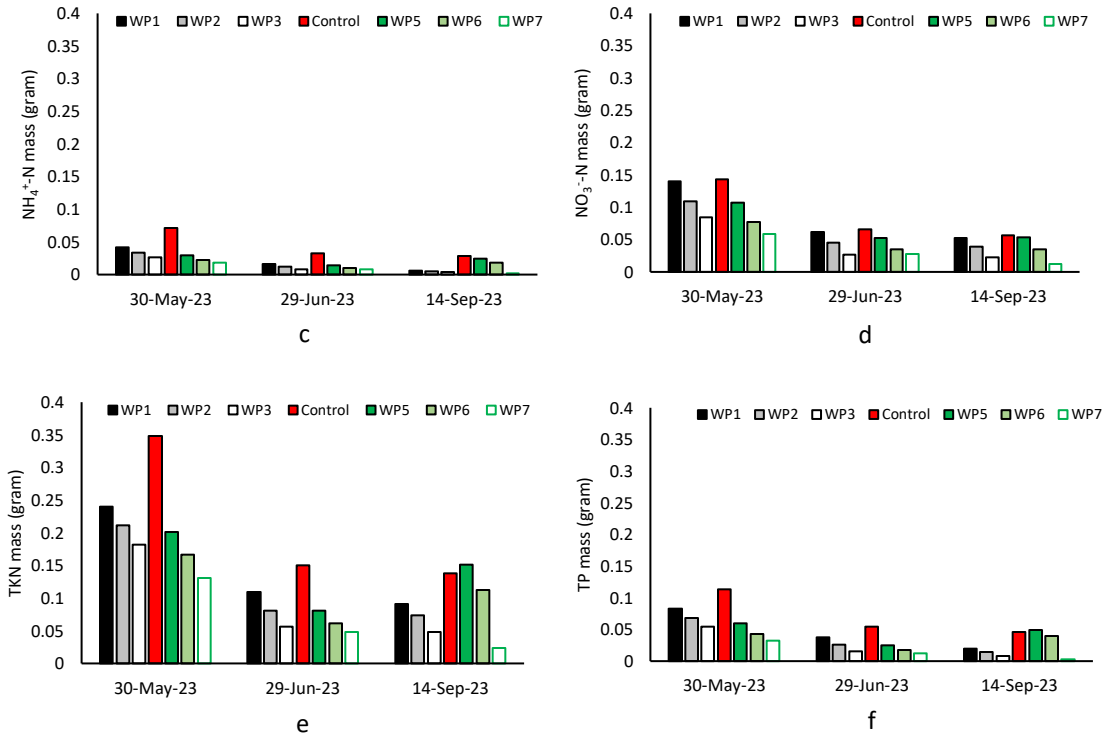 WP1 WP2 WP3 Control WP5 WP6 WP7
0.4
0.35
0.3
0.25
0.2
0.15
0.1
0.05
0
NH₄⁺-N mass (gram)
30-May-23 29-Jun-23 14-Sep-23
c
WP1 WP2 WP3 Control WP5 WP6 WP7
0.4
0.35
0.3
0.25
0.2
0.15
0.1
0.05
0
NO₃⁻-N mass (gram)
30-May-23 29-Jun-23 14-Sep-23
d
WP1 WP2 WP3 Control WP5 WP6 WP7
0.4
0.35
0.3
0.25
0.2
0.15
0.1
0.05
0
TKN mass (gram)
30-May-23 29-Jun-23 14-Sep-23
e
WP1 WP2 WP3 Control WP5 WP6 WP7
0.4
0.35
0.3
0.25
0.2
0.15
0.1
0.05
0
TP mass (gram)
30-May-23 29-Jun-23 14-Sep-23
f